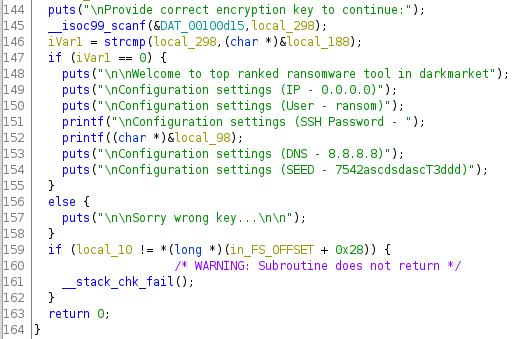 144 puts("\nProvide correct encryption key to continue:");
145 __isoc99_scanf(&DAT_00100d15,local_298);
146 iVar1 = strcmp(local_298,(char *)&local_188);
147 if (iVar1 == 0) {
148 puts("\n\nWelcome to top ranked ransomware tool in darkmarket");
149 puts("\nConfiguration settings (IP - 0.0.0.0)");
150 puts("\nConfiguration settings (User - ransom)");
151 printf("\nConfiguration settings (SSH Password - ");
152 printf((char *)&local_98);
153 puts("\nConfiguration settings (DNS - 8.8.8.8)");
154 puts("\nConfiguration settings (SEED - 7542ascdsdascT3ddd)");
155 }
156 else {
157 puts("\n\nSorry wrong key...\n\n");
158 }
159 if (local_10 != *(long *)(in_FS_OFFSET + 0x28)) {
160 /* WARNING: Subroutine does not return */
161 __stack_chk_fail();
162 }
163 return 0;
164 }